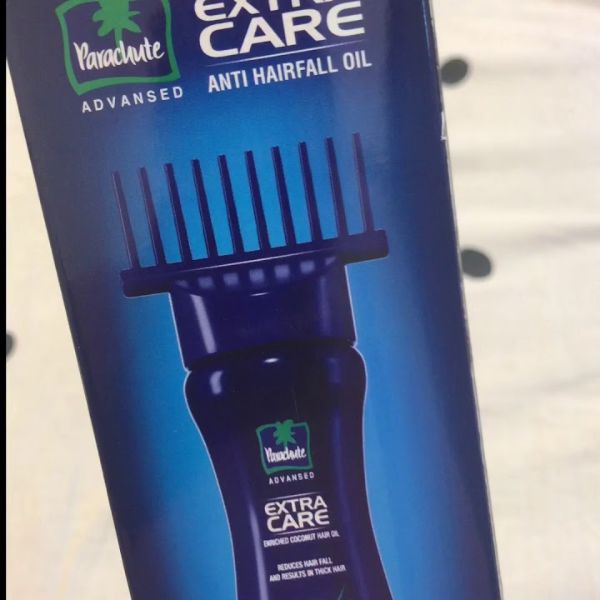 EXTRA
CARE
Parachute
ADVANSED
ANTI HAIRFALL OIL
Parachute
ADVANSED
EXTRA
CARE
ENRICHED COCONUT HAIR OIL
REDUCES HAIR FALL
AND RESULTS IN THICK HAIR